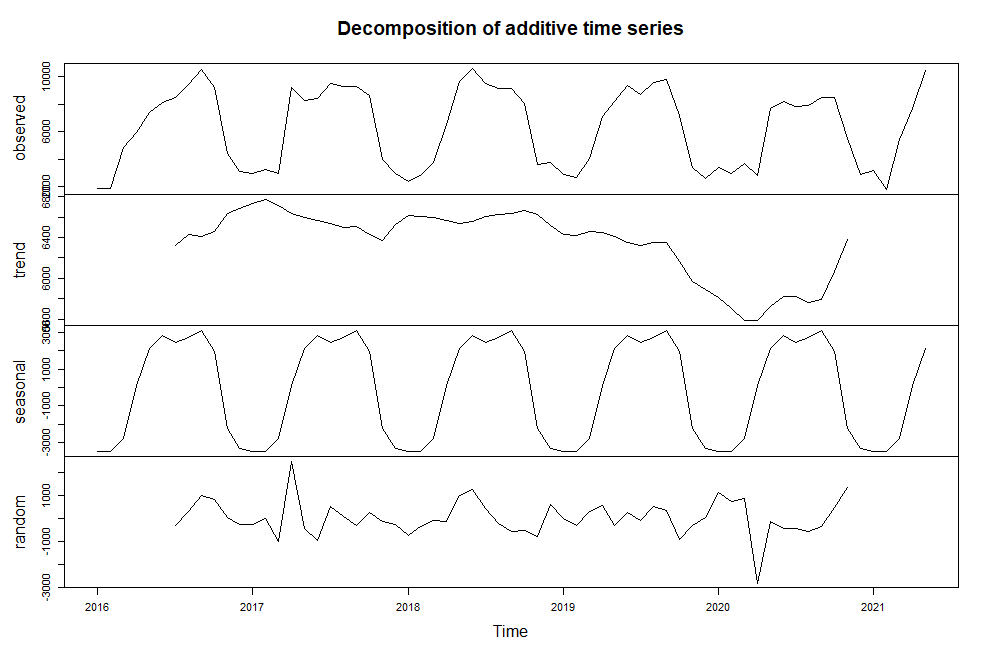 Decomposition of additive time series
observed
10000
6000
trend
6400
6000
seasonal
1000
-1000
-3000
random
1000
-1000
-3000
2016 2017 2018 2019 2020 2021
Time